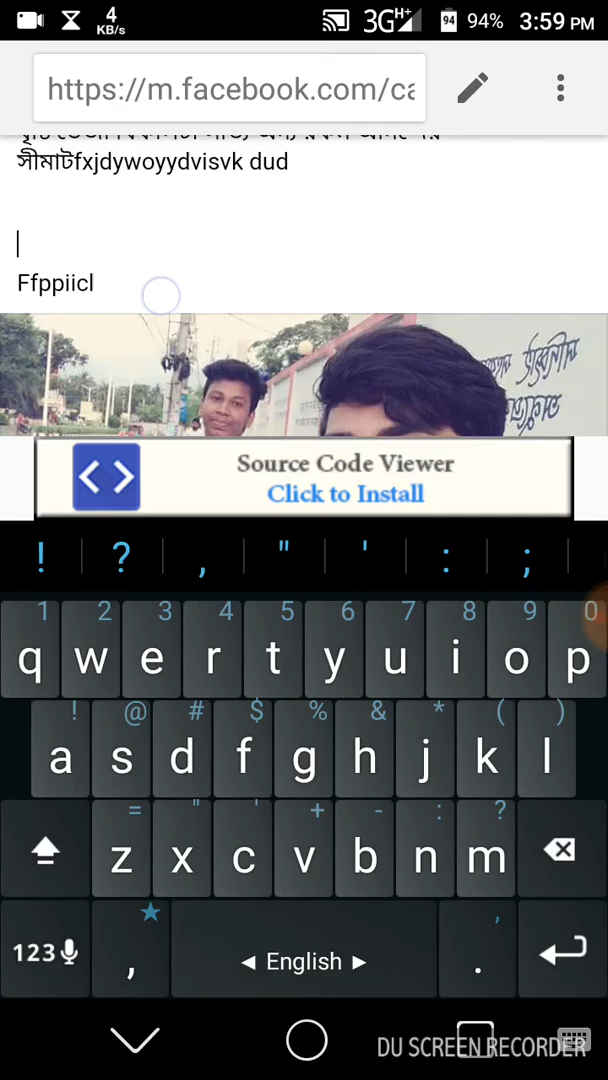 4
KB/s
3G H+
94
94%
3:59 PM
https://m.facebook.com/ca
সীমাটfxjdywoyydvisvk dud
Ffppiicl
Source Code Viewer
Click to Install
! ? , " ' : ;
1 2 3 4 5 6 7 8 9 0
q w e r t y u i o p
! @ # $ % & * ( )
a s d f g h j k l
= " ' + - : ?
z x c v b n m
123 , ◄ English ► . ,
DU SCREEN RECORDER